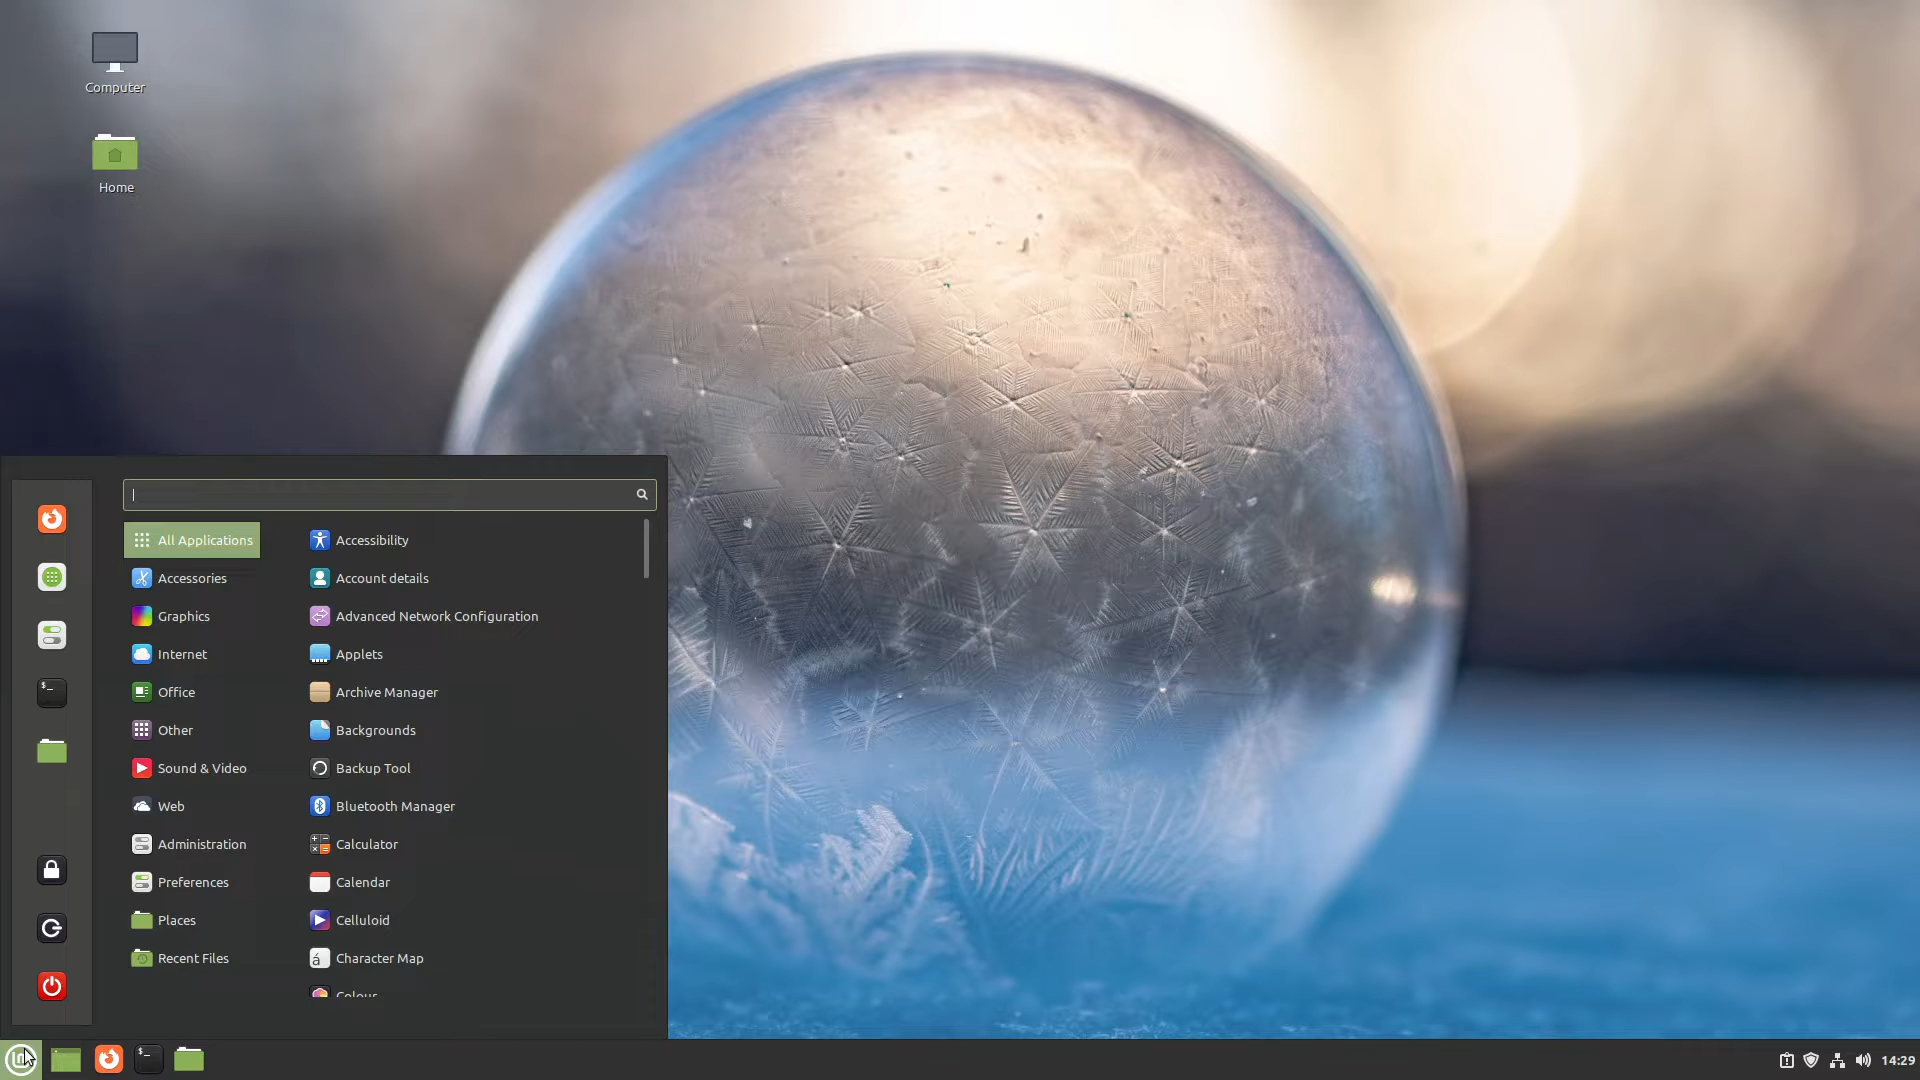 Computer
Home
All Applications
Accessories
Graphics
Internet
Office
Other
Sound & Video
Web
Administration
Preferences
Places
Recent Files
Accessibility
Account details
Advanced Network Configuration
Applets
Archive Manager
Backgrounds
Backup Tool
Bluetooth Manager
Calculator
Calendar
Celluloid
Character Map
Colour
14:29